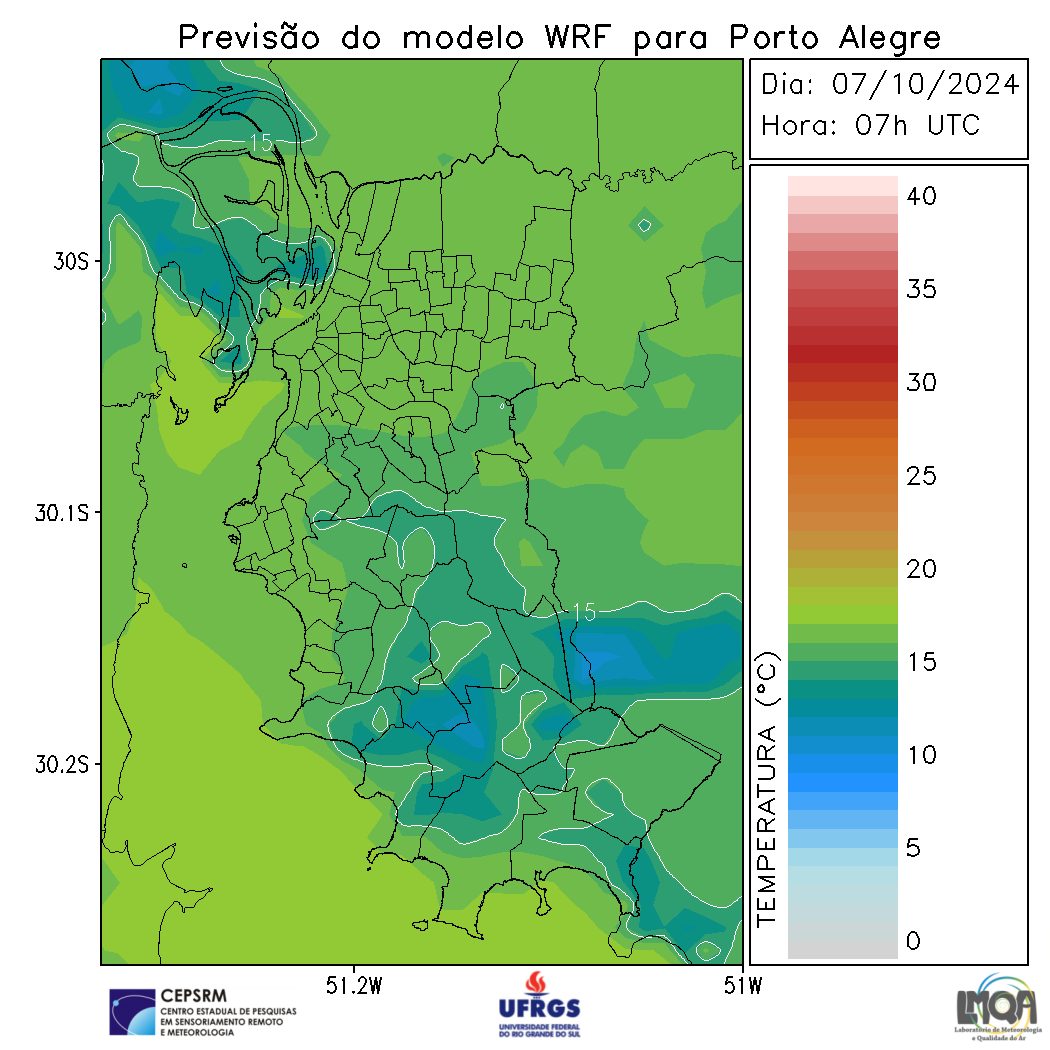 Previsão do modelo WRF para Porto Alegre
Dia: 07/10/2024
Hora: 07h UTC
15
15
30S
30.1S
30.2S
51.2W
51W
TEMPERATURA (°C)
40
35
30
25
20
15
10
5
0
CEPSRM
CENTRO ESTADUAL DE PESQUISAS
EM SENSORIAMENTO REMOTO
E METEOROLOGIA
UFRGS
UNIVERSIDADE FEDERAL
DO RIO GRANDE DO SUL
LMQA
Laboratório de Meteorologia
e Qualidade do Ar